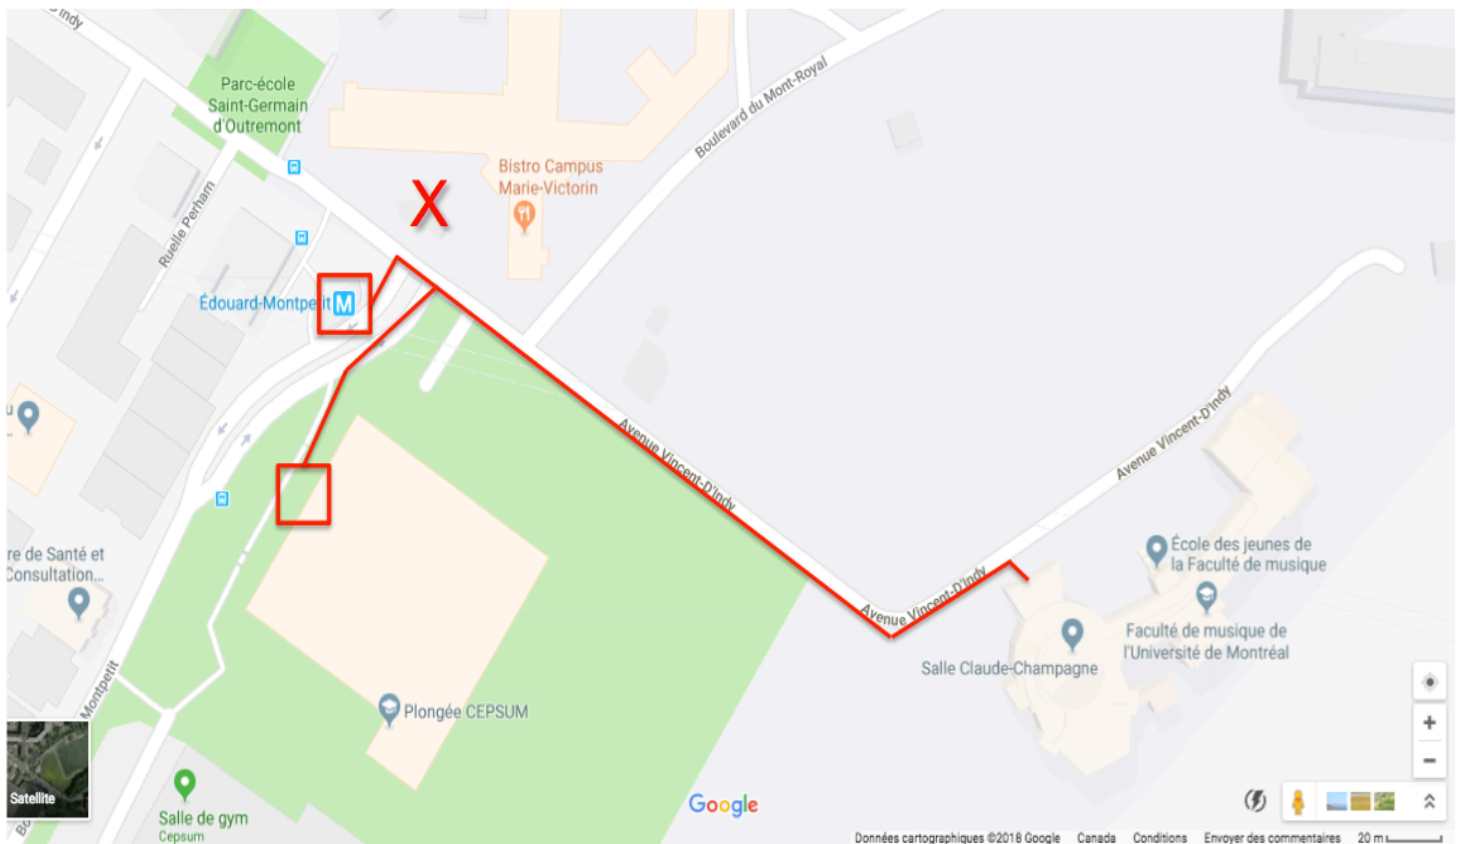 D'Indy
Parc-école
Saint-Germain
d'Outremont
Boulevard du Mont-Royal
Bistro Campus
Marie-Victorin
X
Ruelle Perham
Édouard-Montpetit
M
Avenue Vincent-D'Indy
Avenue Vincent-D'Indy
u
re de Santé et
Consultation...
École des jeunes de
la Faculté de musique
Avenue Vincent-D'Indy
Faculté de musique de
l'Université de Montréal
Salle Claude-Champagne
Montpetit
Plongée CEPSUM
Satellite
Bo
Salle de gym
Cepsum
Google
Données cartographiques ©2018 Google Canada Conditions Envoyer des commentaires 20 m